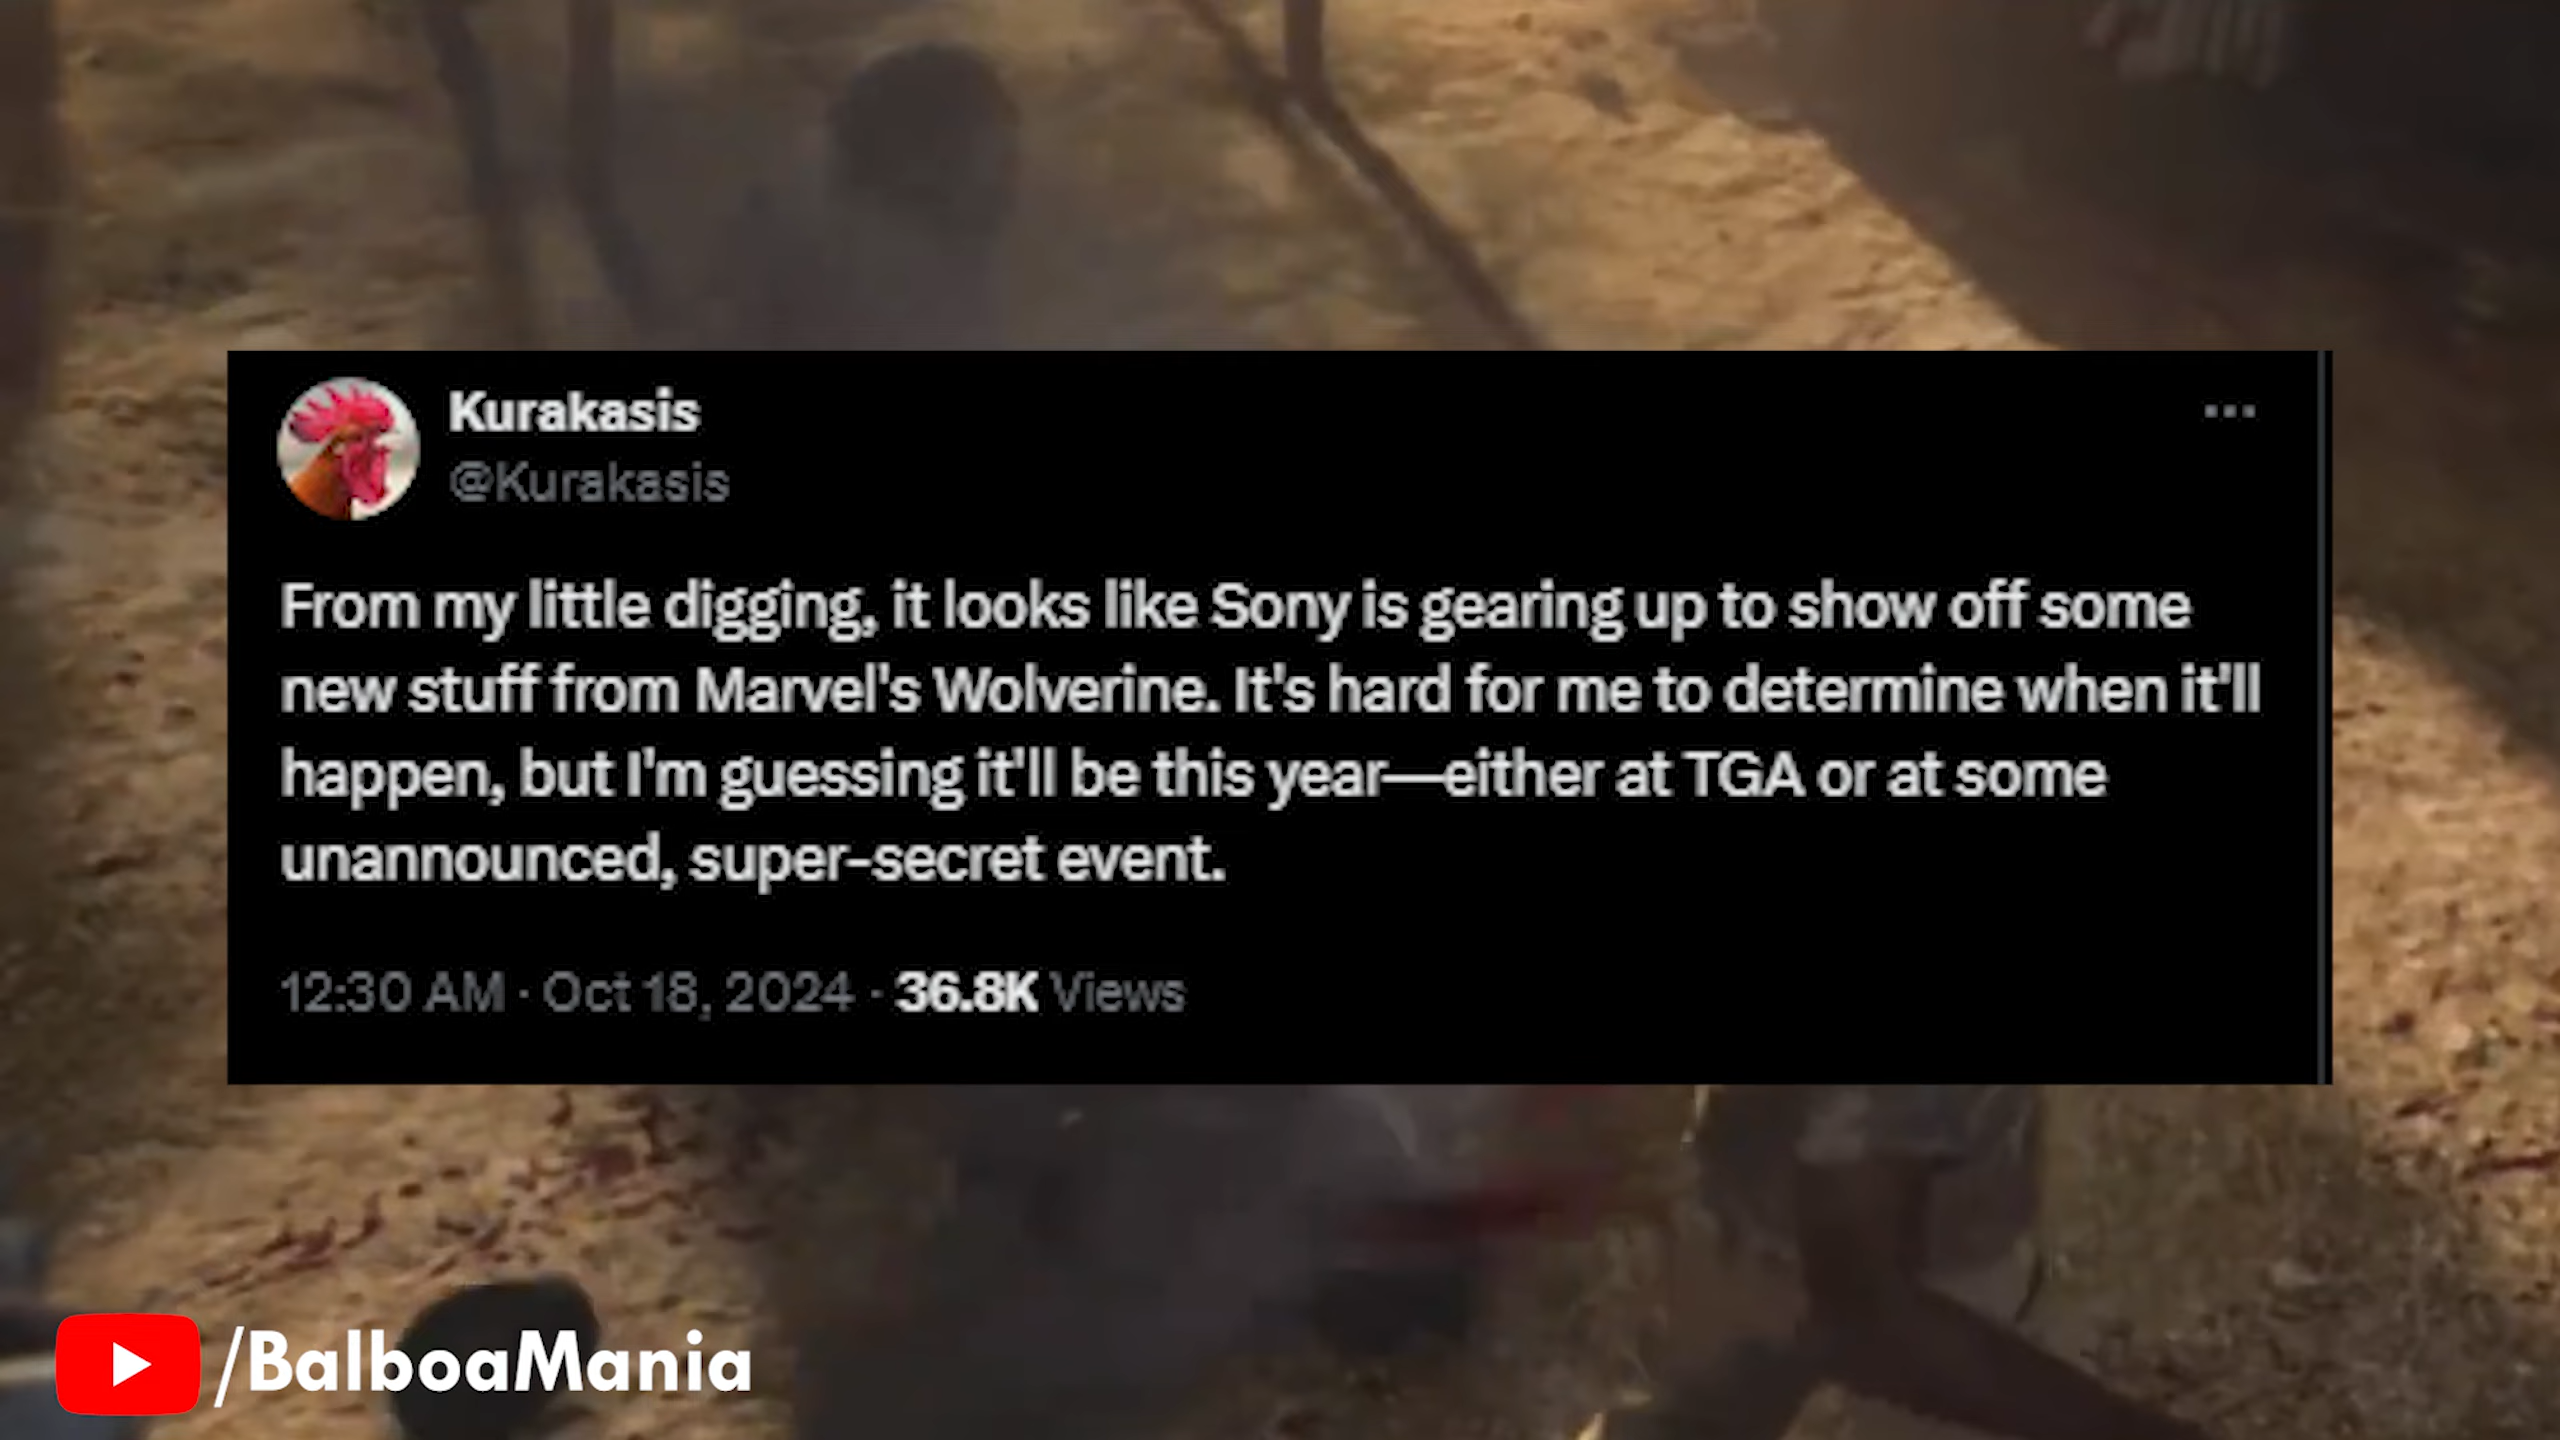 Kurakasis
@Kurakasis
From my little digging, it looks like Sony is gearing up to show off some
new stuff from Marvel's Wolverine. It's hard for me to determine when it'll
happen, but I'm guessing it'll be this year—either at TGA or at some
unannounced, super-secret event.
12:30 AM · Oct 18, 2024 · 36.8K Views
/BalboaMania